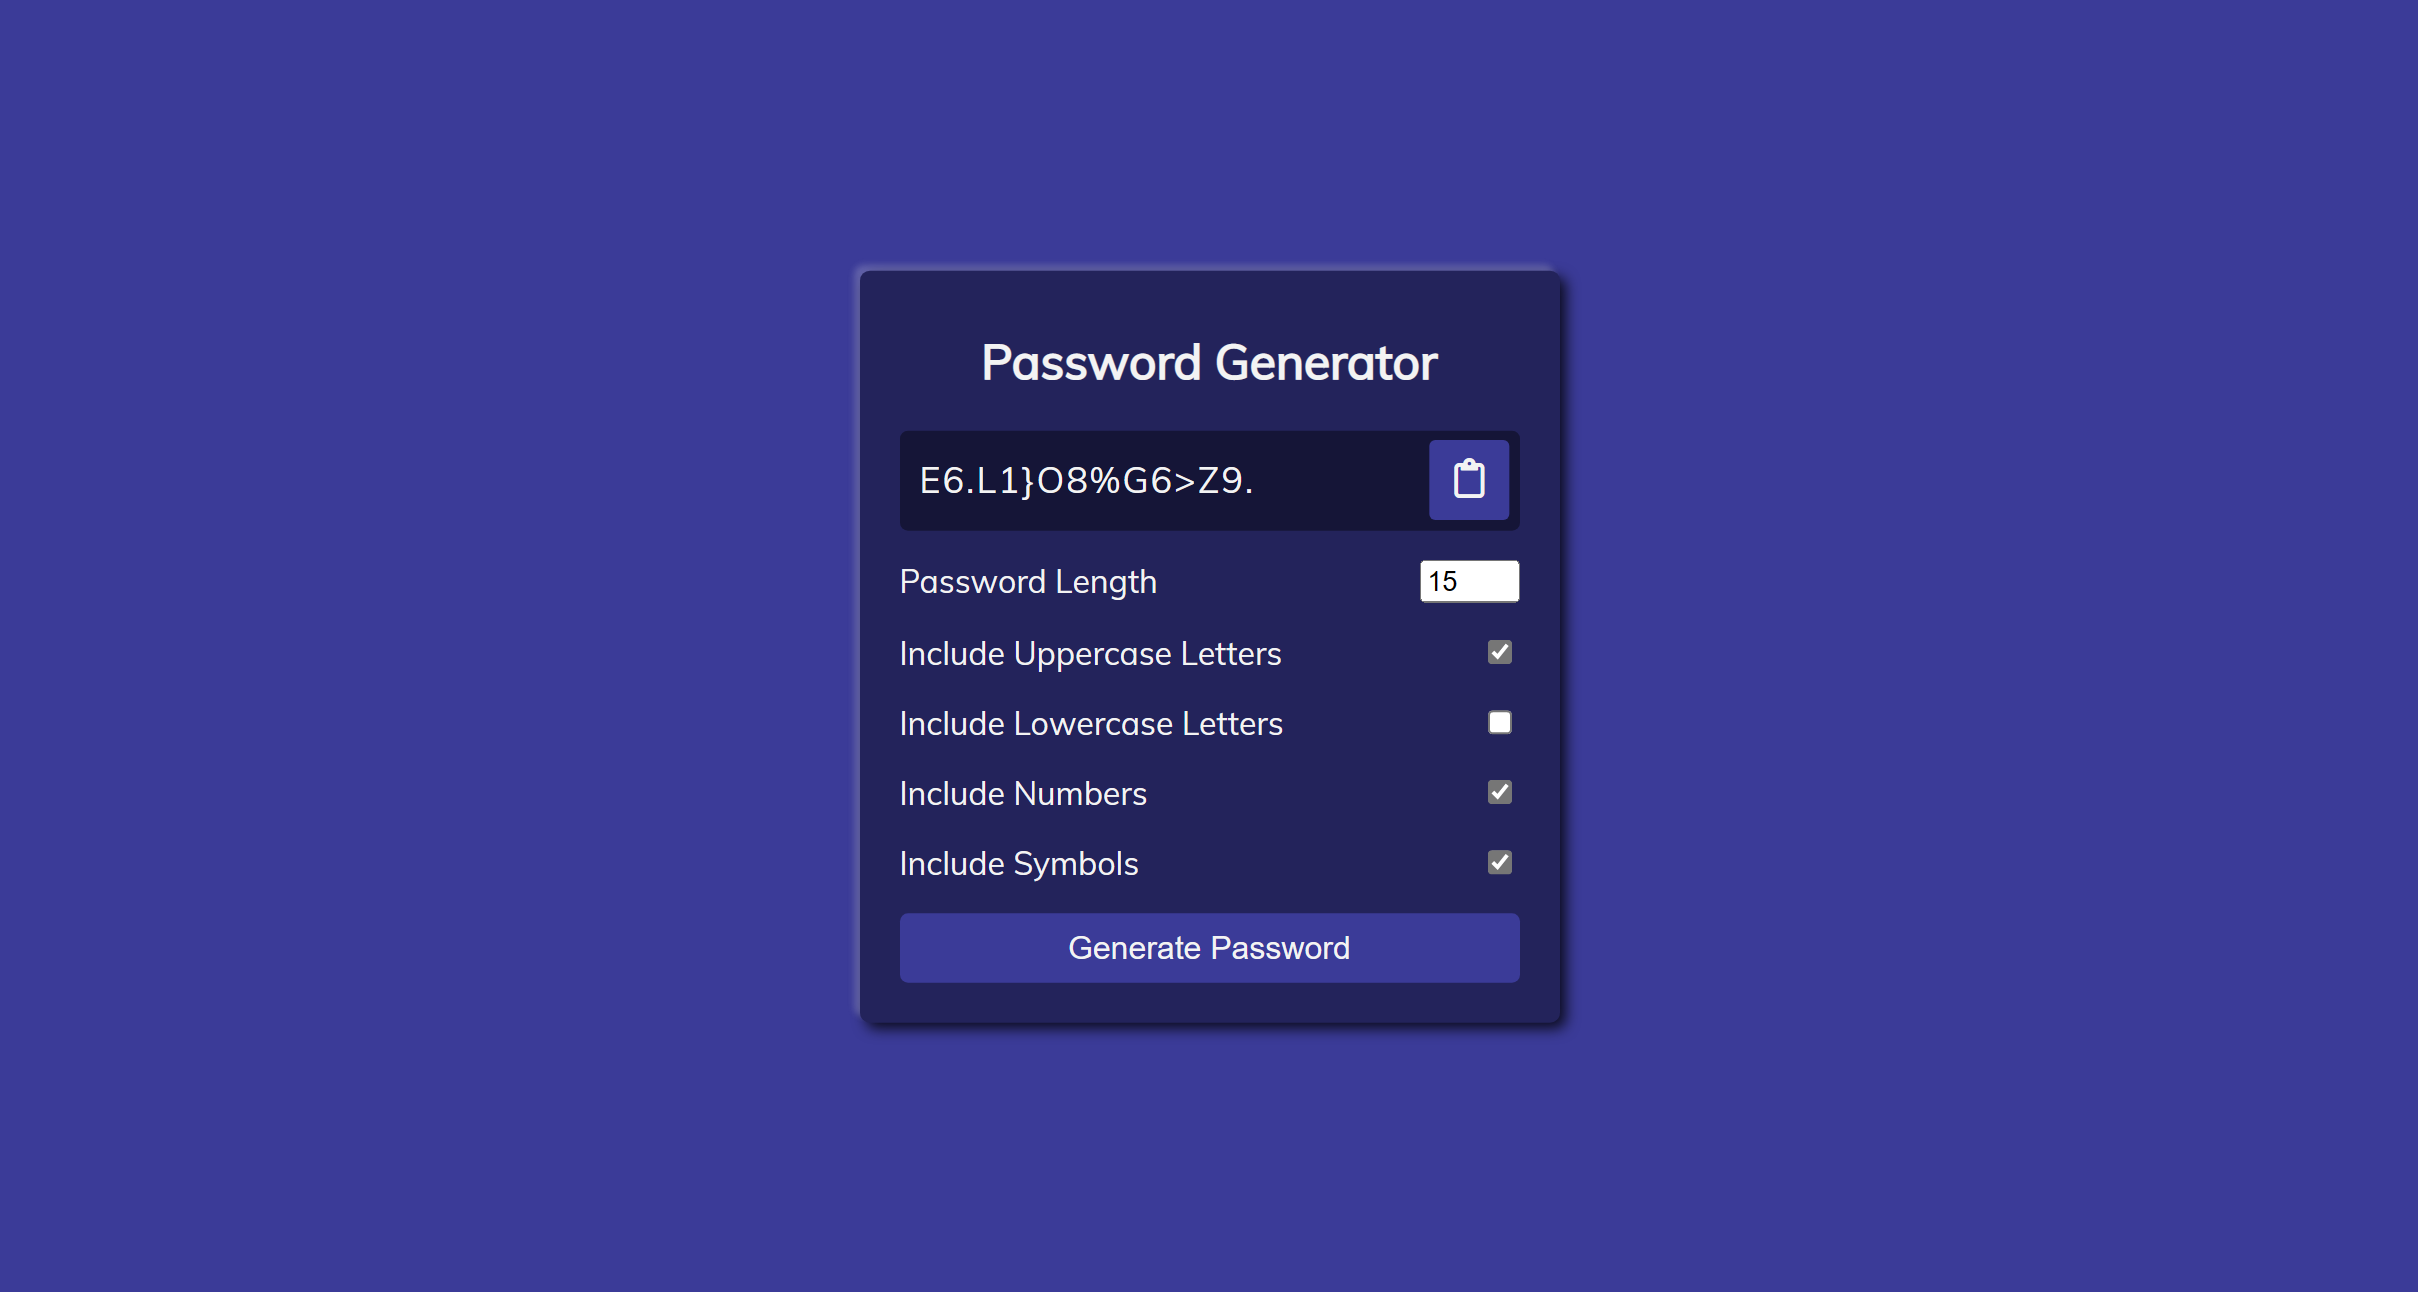 Password Generator
E6.L1}O8%G6>Z9.
Password Length 15
Include Uppercase Letters
Include Lowercase Letters
Include Numbers
Include Symbols
Generate Password